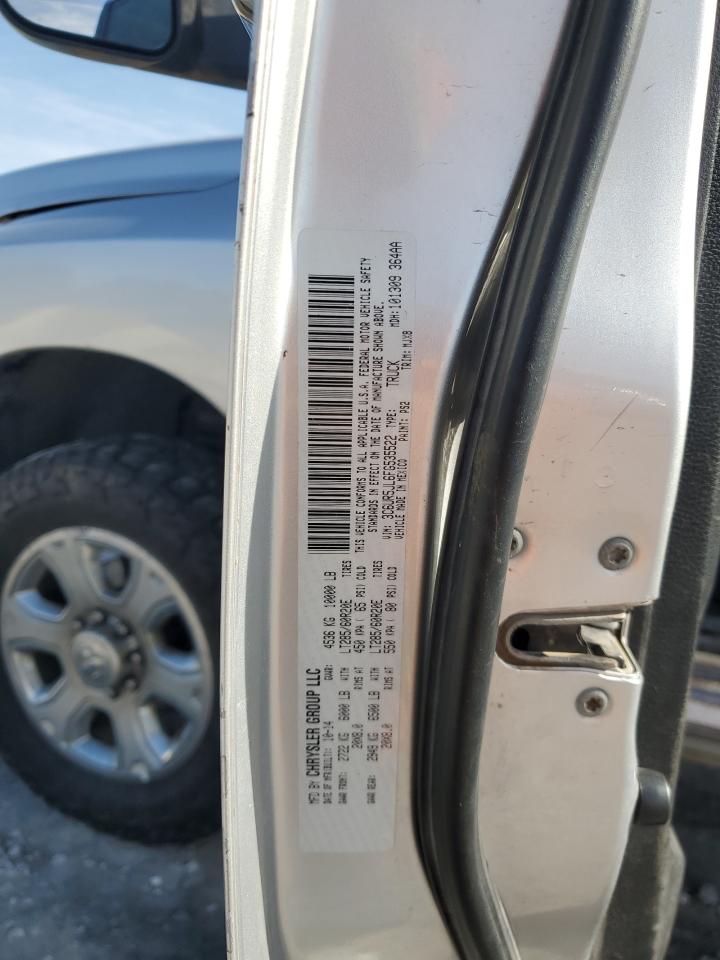 MFD BY CHRYSLER GROUP LLC
DATE OF MFR(BUILT): 10-14 GVWR: 4536 KG 10000 LB
GAWR FRONT: 2722 KG 6000 LB WITH LT285/60R20E TIRES
20X8.0 RIMS AT 450 KPA ( 65 PSI) COLD
GAWR REAR: 2949 KG 6500 LB WITH LT285/60R20E TIRES
20X8.0 RIMS AT 550 KPA ( 80 PSI) COLD
THIS VEHICLE CONFORMS TO ALL APPLICABLE U.S.A. FEDERAL MOTOR VEHICLE SAFETY
STANDARDS IN EFFECT ON THE DATE OF MANUFACTURE SHOWN ABOVE.
VIN: 3C6UR5JL6FG535522 TYPE: TRUCK MDH: 101309 364AA
VEHICLE MADE IN MEXICO PAINT: PS2 TRIM: MJX8